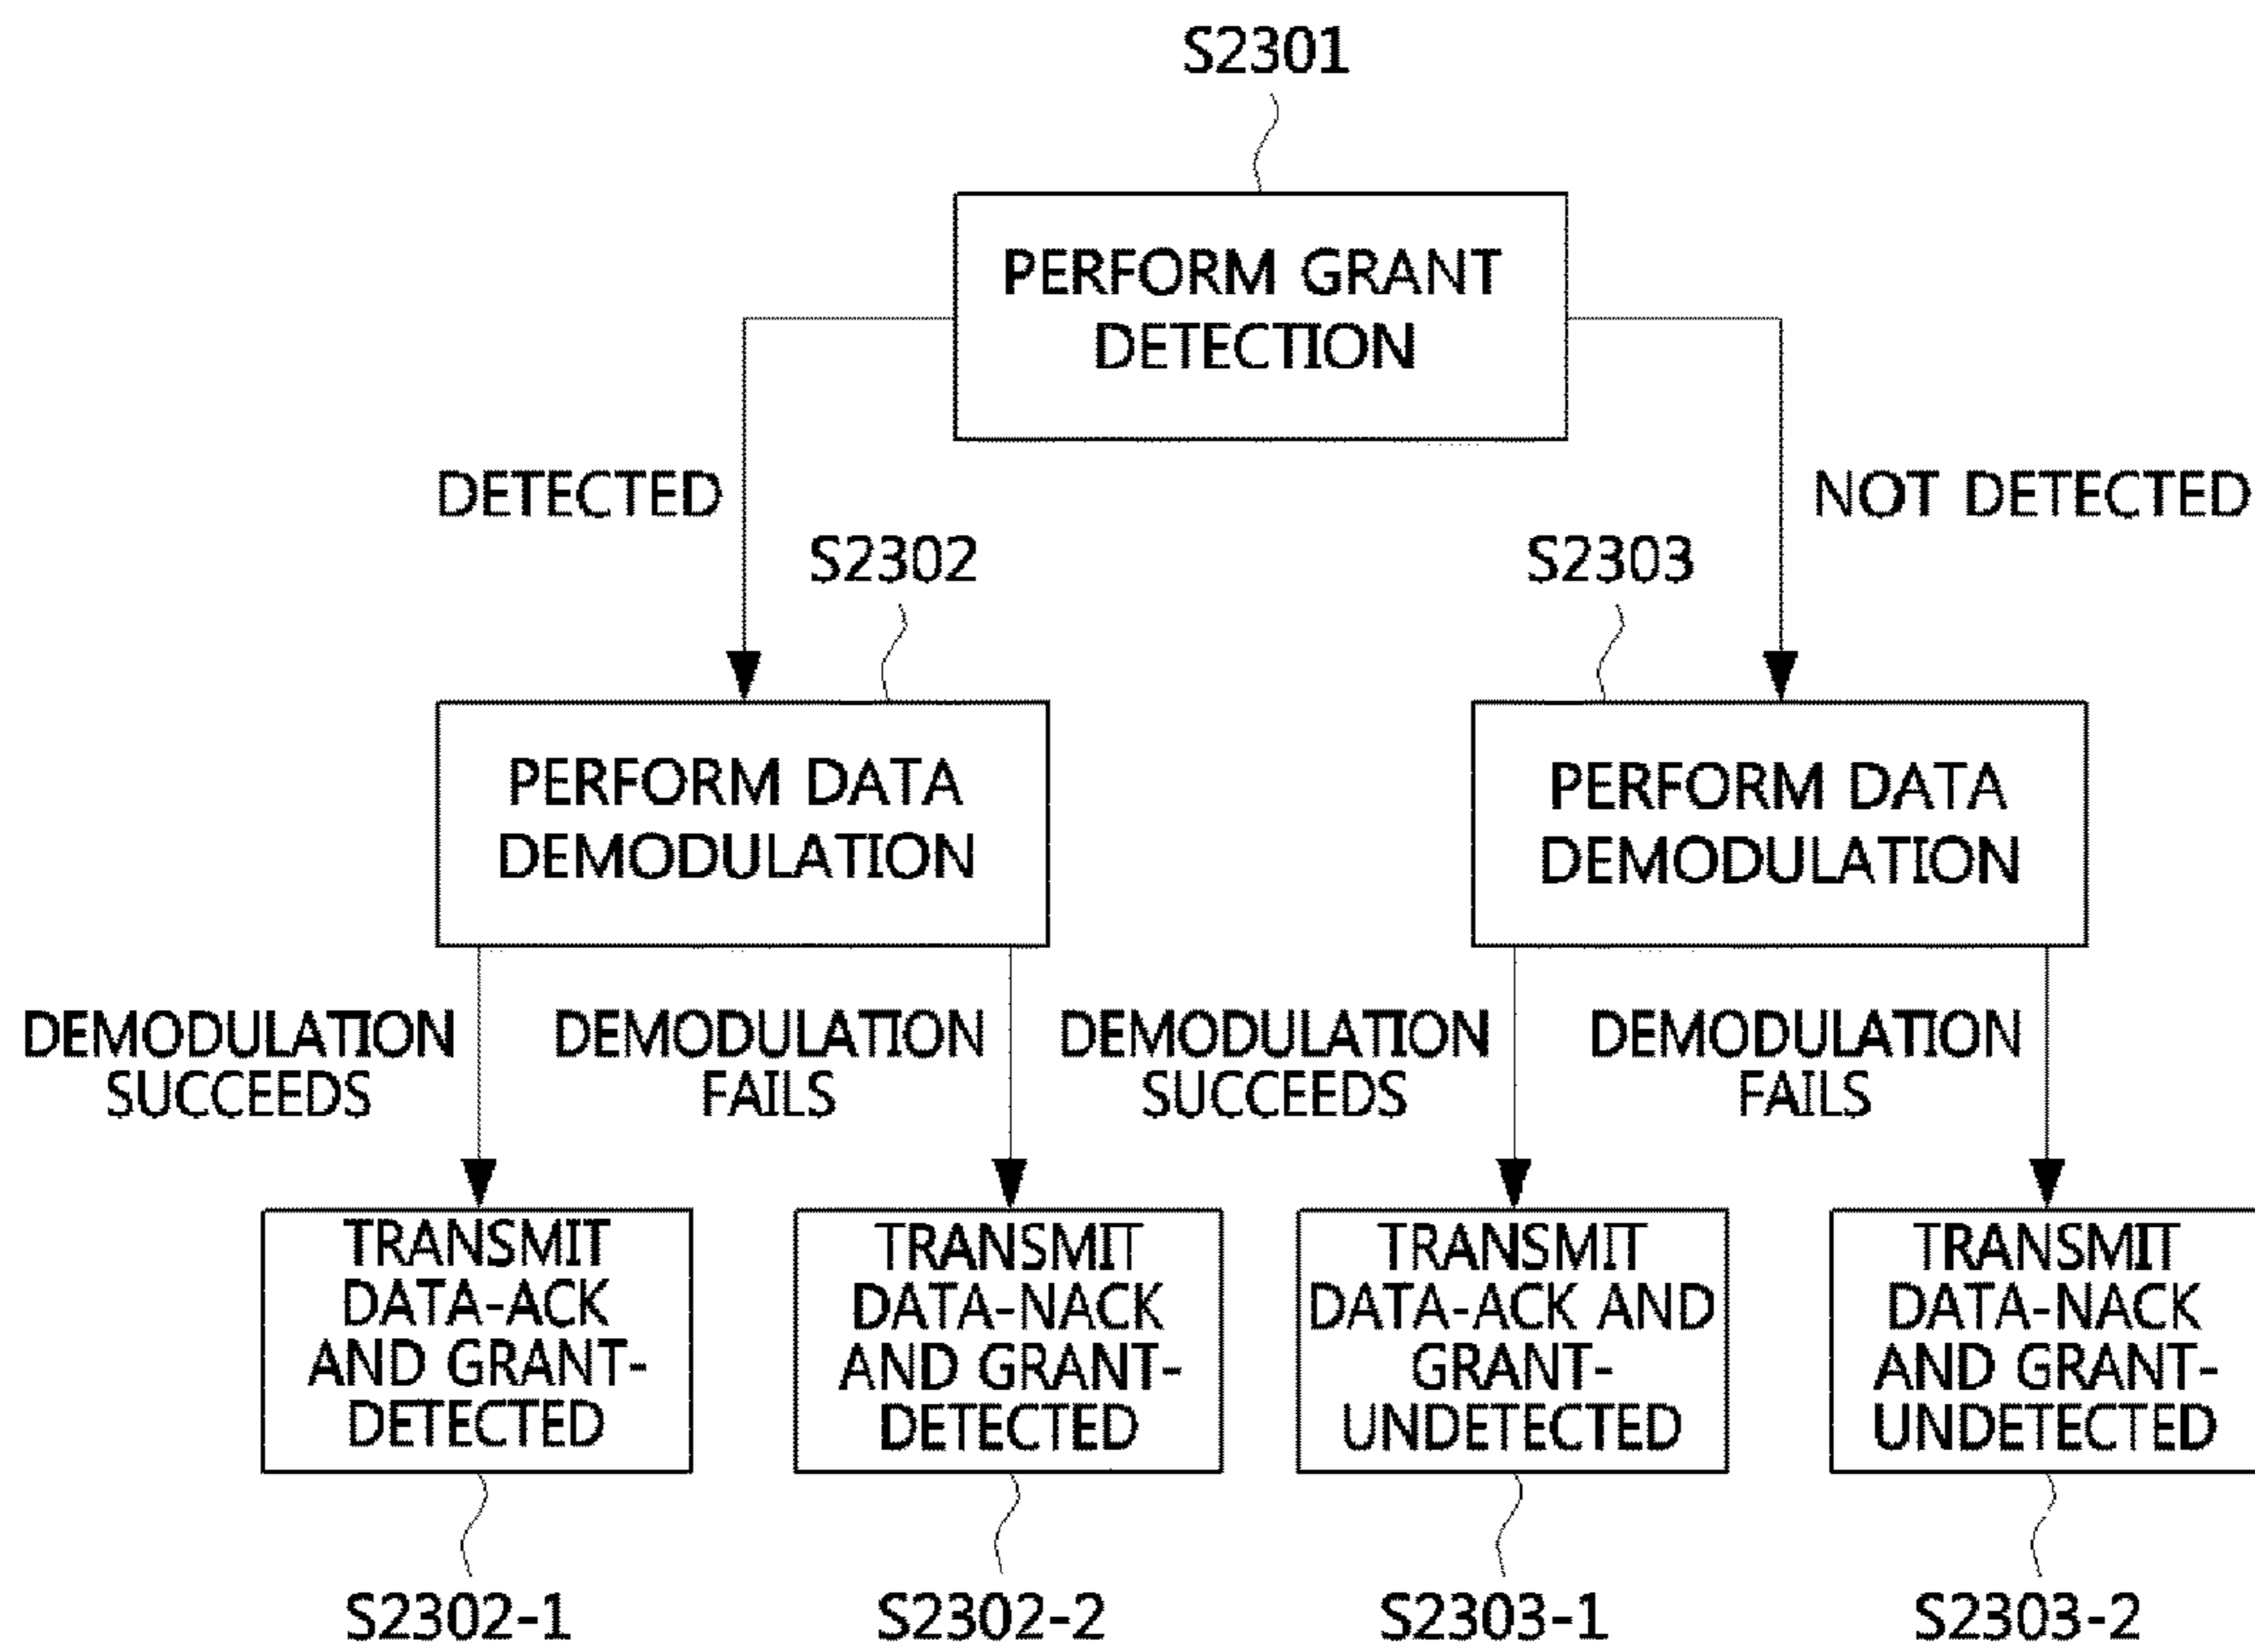 S2301
PERFORM GRANT
DETECTION
DETECTED
NOT DETECTED
S2302
S2303
PERFORM DATA
DEMODULATION
PERFORM DATA
DEMODULATION
DEMODULATION
SUCCEEDS
DEMODULATION
FAILS
DEMODULATION
SUCCEEDS
DEMODULATION
FAILS
TRANSMIT
DATA-ACK
AND GRANT-
DETECTED
TRANSMIT
DATA-NACK
AND GRANT-
DETECTED
TRANSMIT
DATA-ACK AND
GRANT-
UNDETECTED
TRANSMIT
DATA-NACK
AND GRANT-
UNDETECTED
S2302-1
S2302-2
S2303-1
S2303-2